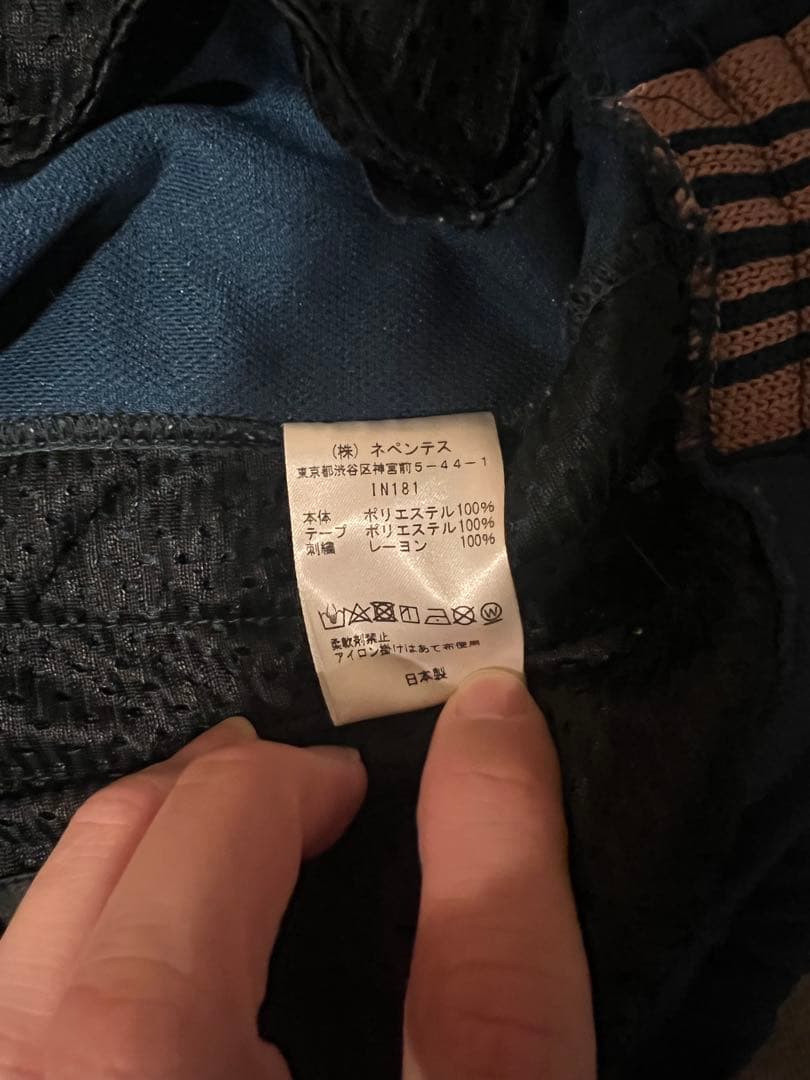 (株) ネペンテス
東京都渋谷区神宮前5-44-1
IN181
本体 ポリエステル100%
テープ ポリエステル100%
刺繍 レーヨン 100%
柔軟剤禁止
アイロン掛けはあて布使用
日本製